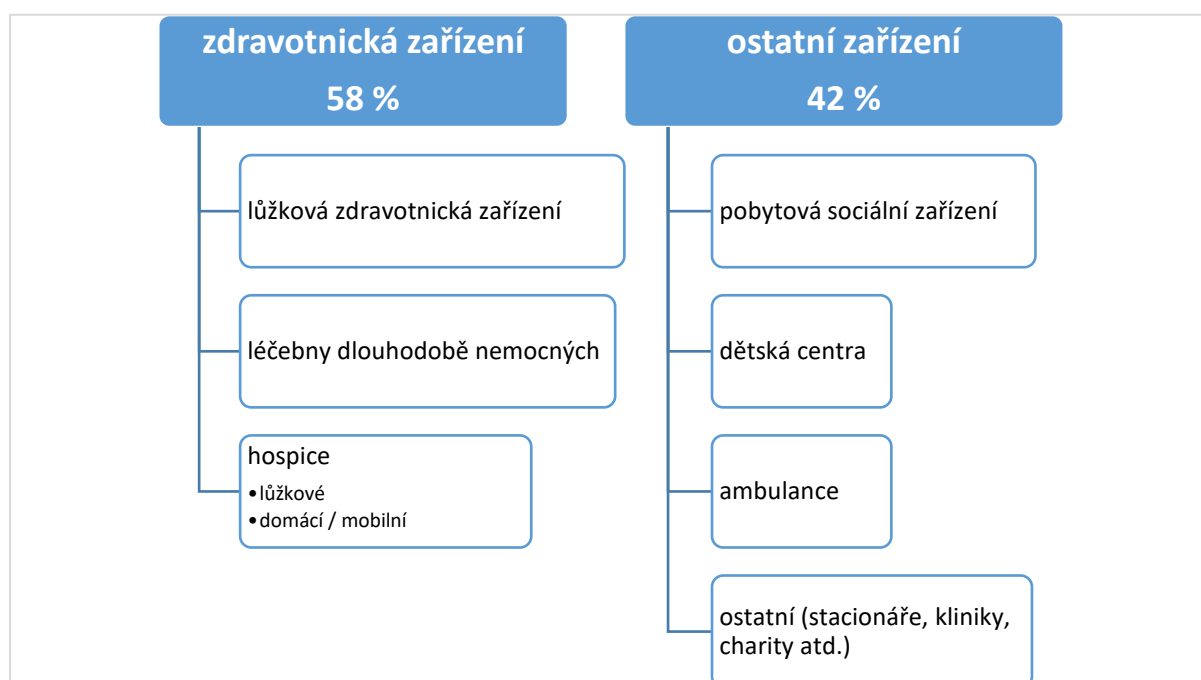 zdravotnická zařízení
58 %
lůžková zdravotnická zařízení
léčebny dlouhodobě nemocných
hospice
•lůžkové
•domácí / mobilní
ostatní zařízení
42 %
pobytová sociální zařízení
dětská centra
ambulance
ostatní (stacionáře, kliniky,
charity atd.)